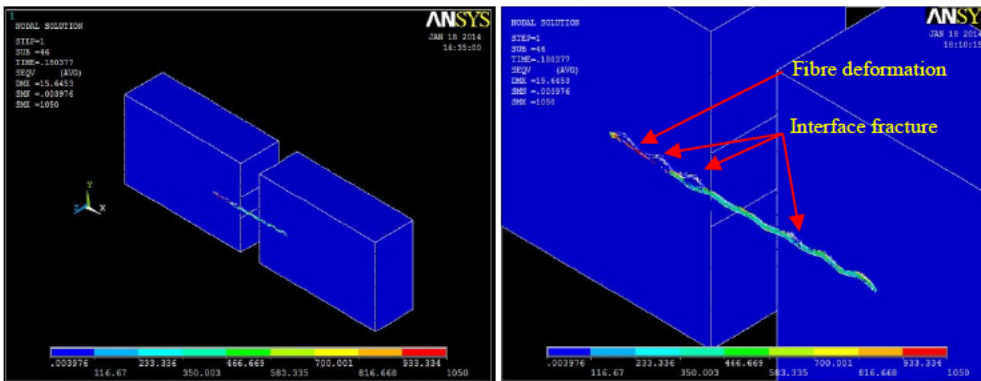 1
NODAL SOLUTION
STEP=1
SUB =46
TIME=.180377
SEQV (AVG)
DMX =15.6453
SMN =.003976
SMX =1050
ANSYS
JAN 18 2014
16:35:00
Y
Z
X
.003976
233.336
466.669
700.001
933.334
116.67
350.003
583.335
816.668
1050
NODAL SOLUTION
STEP=1
SUB =46
TIME=.180377
SEQV (AVG)
DMX =15.6453
SMN =.003976
SMX =1050
ANSYS
JAN 18 2014
18:10:15
Fibre deformation
Interface fracture
.003976
233.336
466.669
700.001
933.334
116.67
350.003
583.335
816.668
1050